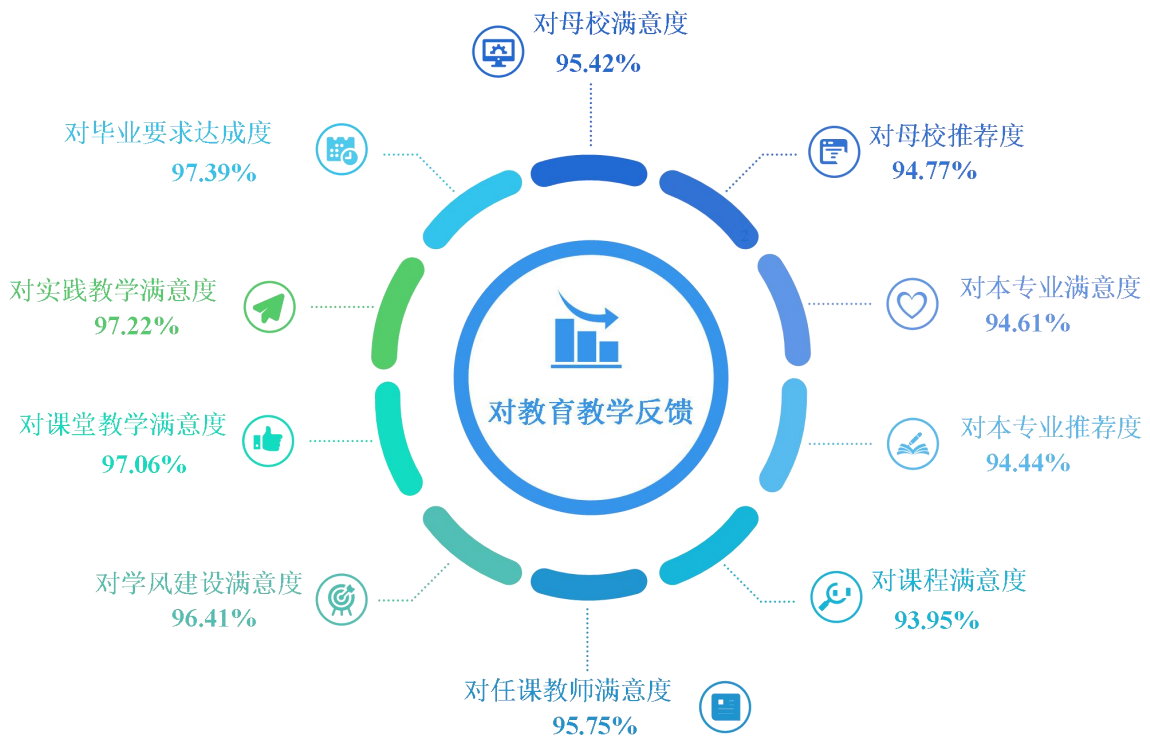 对母校满意度
95.42%
对母校推荐度
94.77%
对本专业满意度
94.61%
对本专业推荐度
94.44%
对课程满意度
93.95%
对任课教师满意度
95.75%
对学风建设满意度
96.41%
对课堂教学满意度
97.06%
对实践教学满意度
97.22%
对毕业要求达成度
97.39%
对教育教学反馈